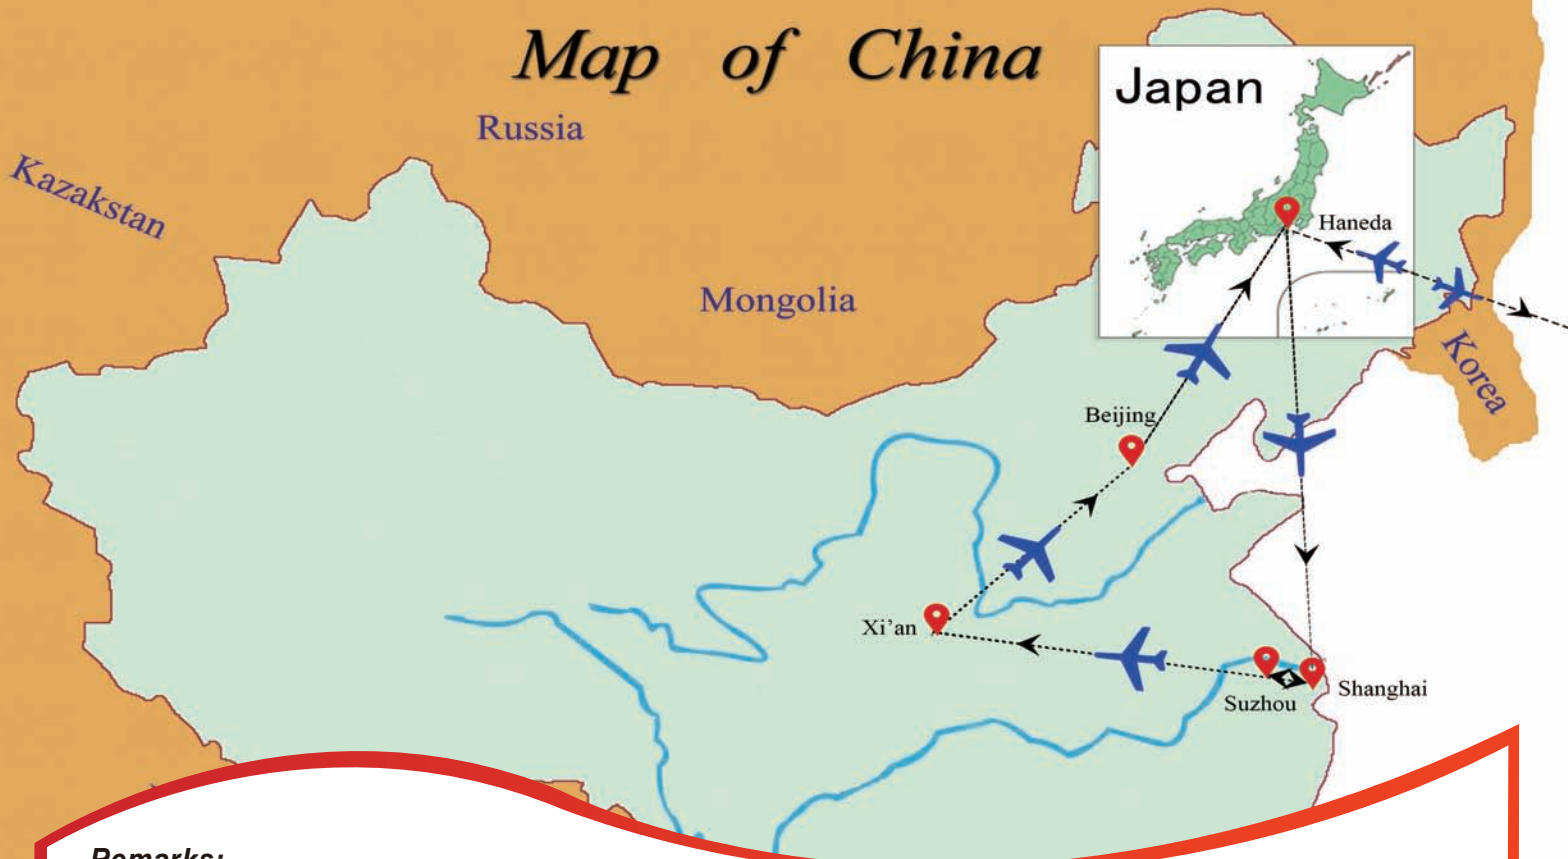 Map of China
Japan
Russia
Kazakstan
Haneda
Mongolia
Korea
Beijing
Xi'an
Suzhou
Shanghai
Remarks: